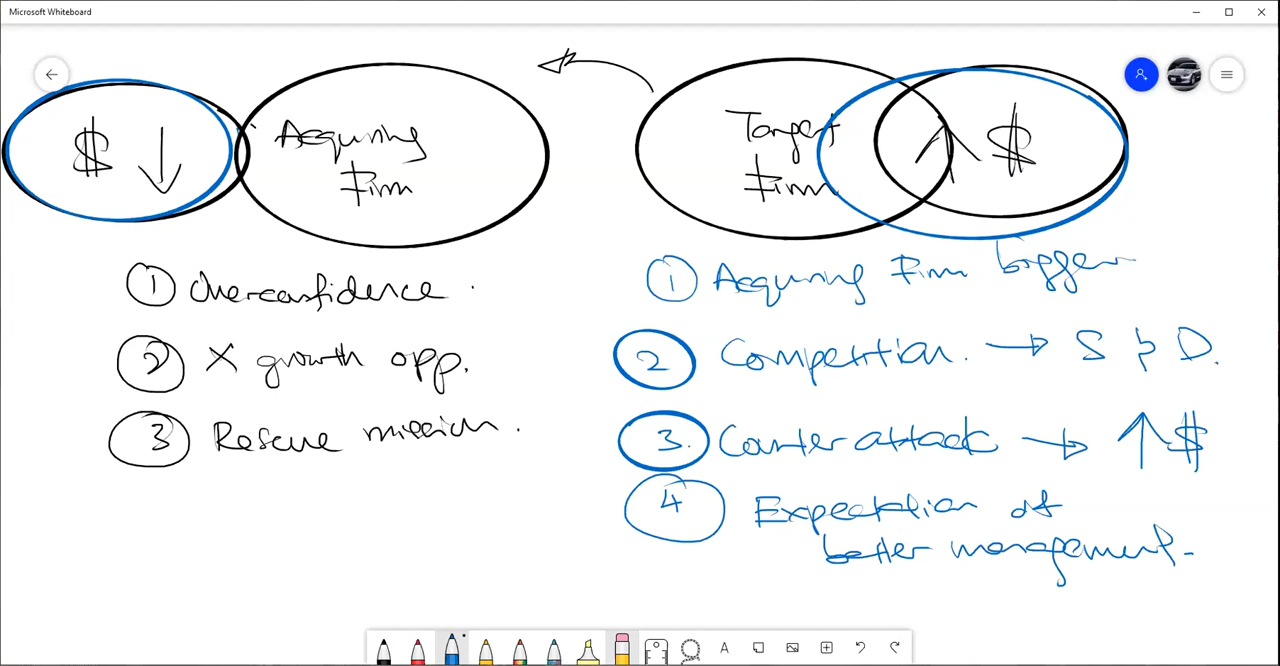 Microsoft Whiteboard
$ ↓
Acquiring
Firm
Target
Firm
↑ $
① Overconfidence.
② X growth opp.
③ Rescue mission.
① Acquiring Firm bigger
② Competition. → S & D.
③ Counter attack → ↑ $
④ Expectation of
better management.
A